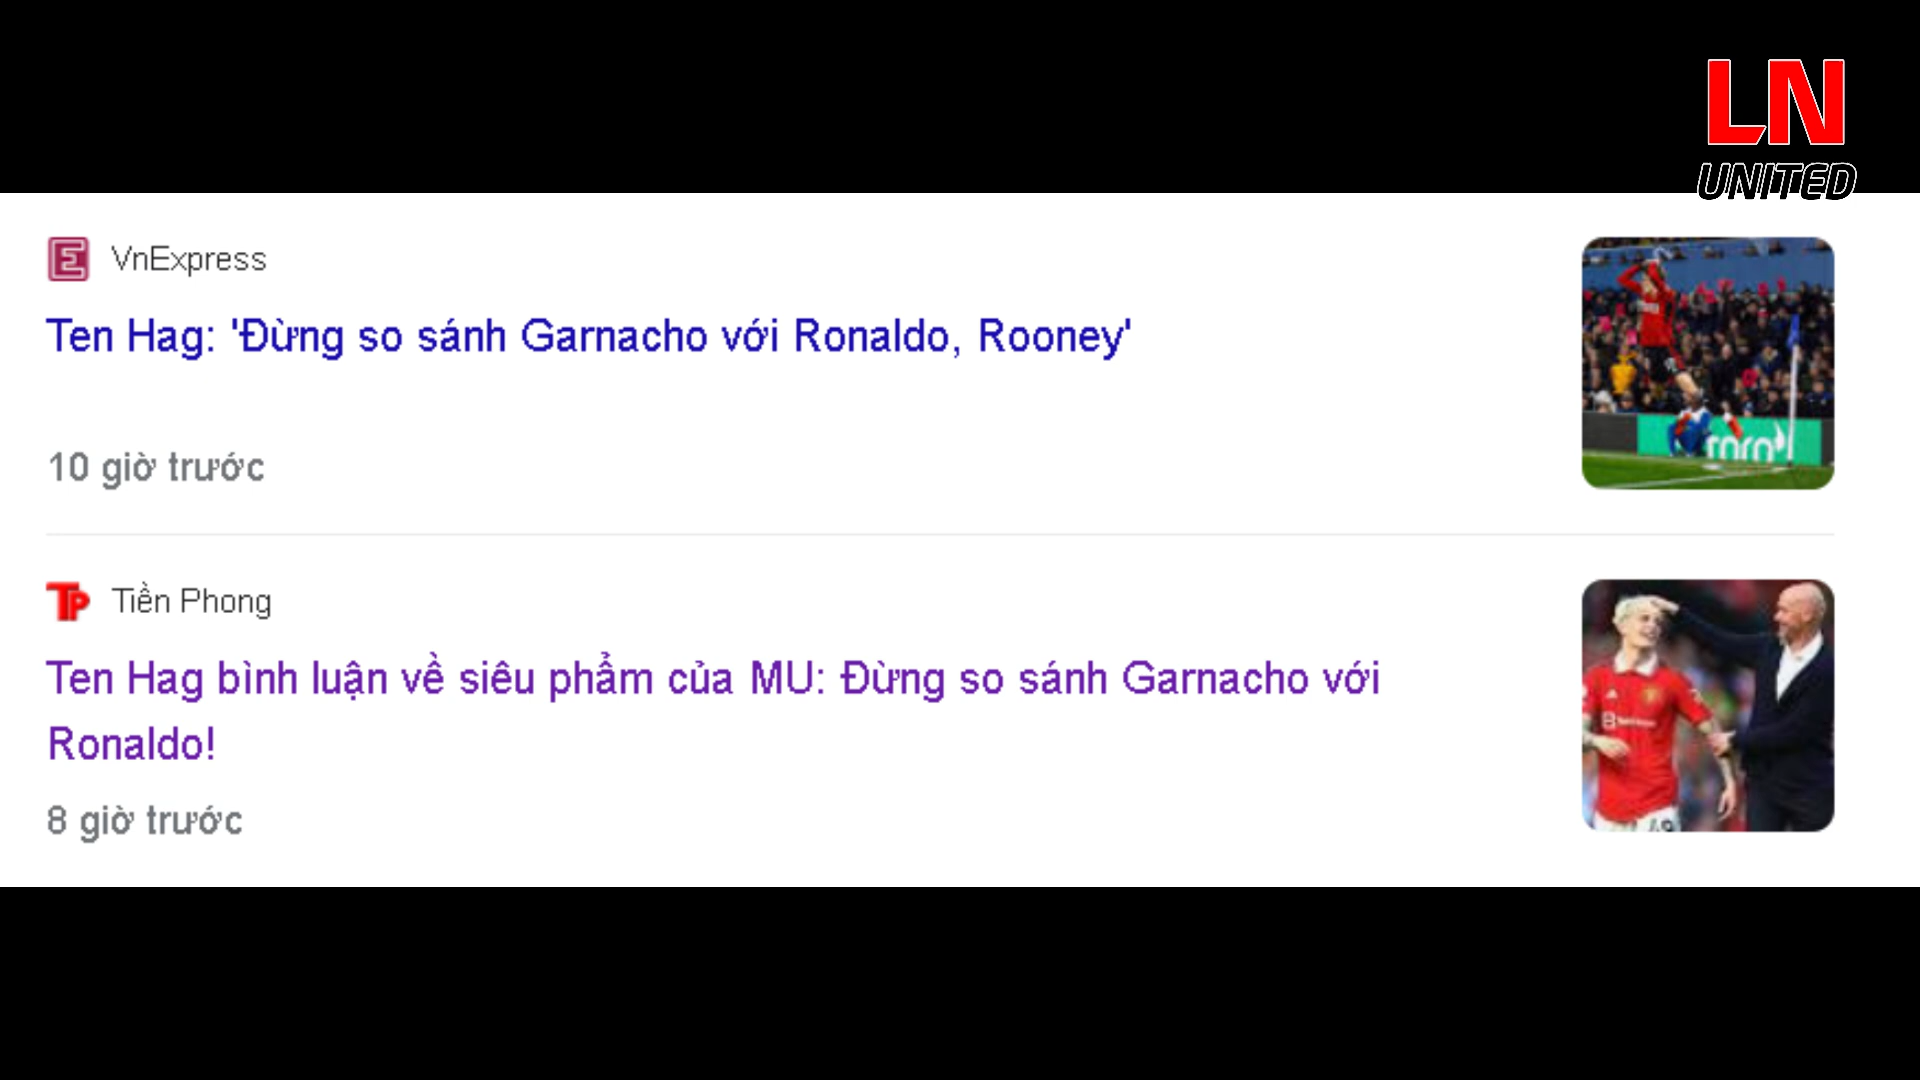 LN
UNITED
VnExpress
Ten Hag: 'Đừng so sánh Garnacho với Ronaldo, Rooney'
10 giờ trước
TP
Tiền Phong
Ten Hag bình luận về siêu phẩm của MU: Đừng so sánh Garnacho với
Ronaldo!
8 giờ trước